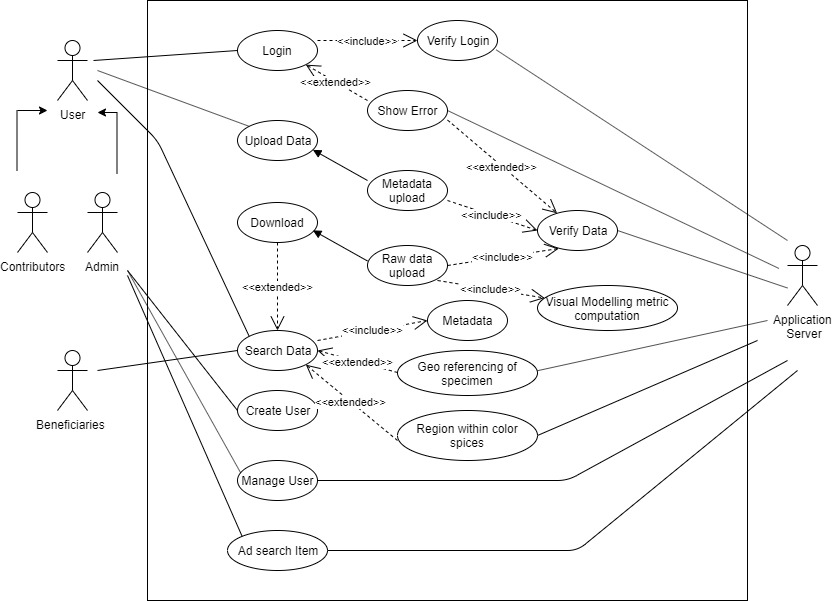 Login
<<include>>
Verify Login
User
<<extended>>
Show Error
Upload Data
<<extended>>
Metadata
upload
<<include>>
Download
Verify Data
Contributors
Admin
Raw data
upload
<<include>>
<<extended>>
<<include>>
Visual Modelling metric
computation
Metadata
Application
Server
<<include>>
Search Data
<<extended>>
Geo referencing of
specimen
Beneficiaries
Create User
<<extended>>
Region within color
spices
Manage User
Ad search Item